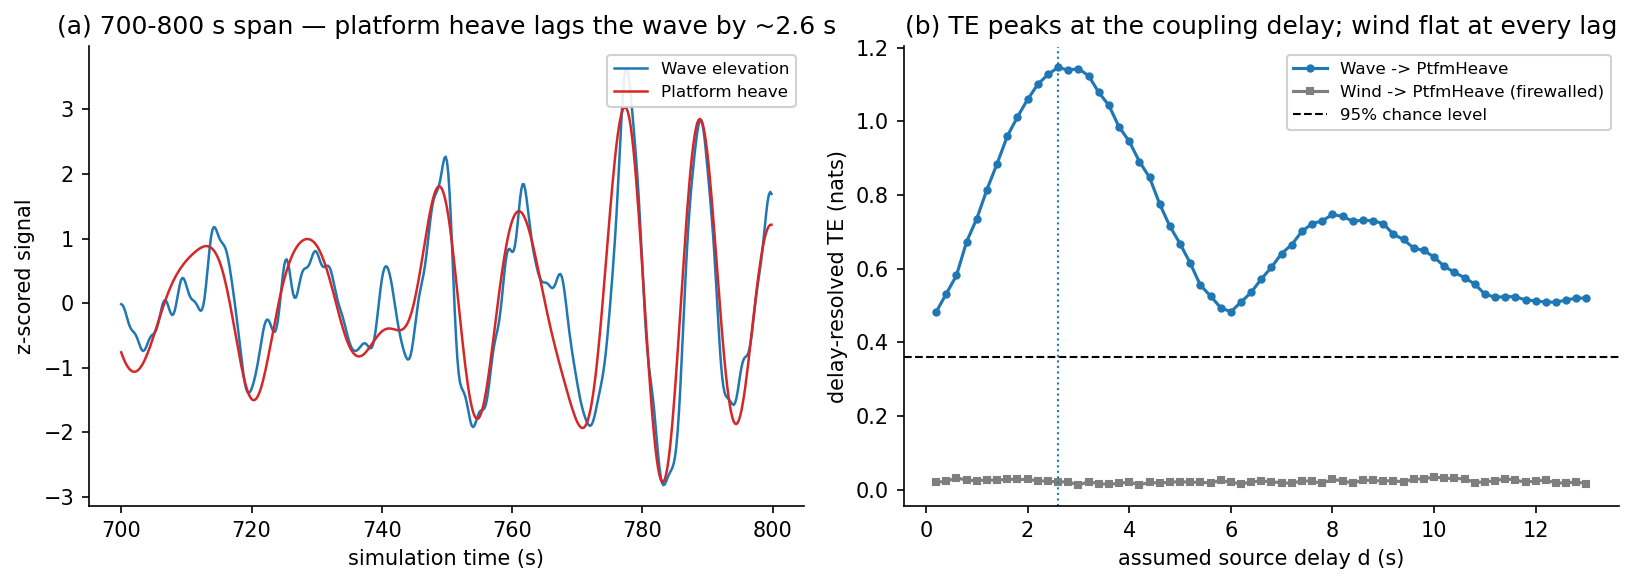 (a) 700-800 s span — platform heave lags the wave by ~2.6 s
Wave elevation
Platform heave
z-scored signal
3
2
1
0
−1
−2
−3
700
720
740
760
780
800
simulation time (s)
(b) TE peaks at the coupling delay; wind flat at every lag
Wave -> PtfmHeave
Wind -> PtfmHeave (firewalled)
95% chance level
delay-resolved TE (nats)
1.2
1.0
0.8
0.6
0.4
0.2
0.0
0
2
4
6
8
10
12
assumed source delay d (s)